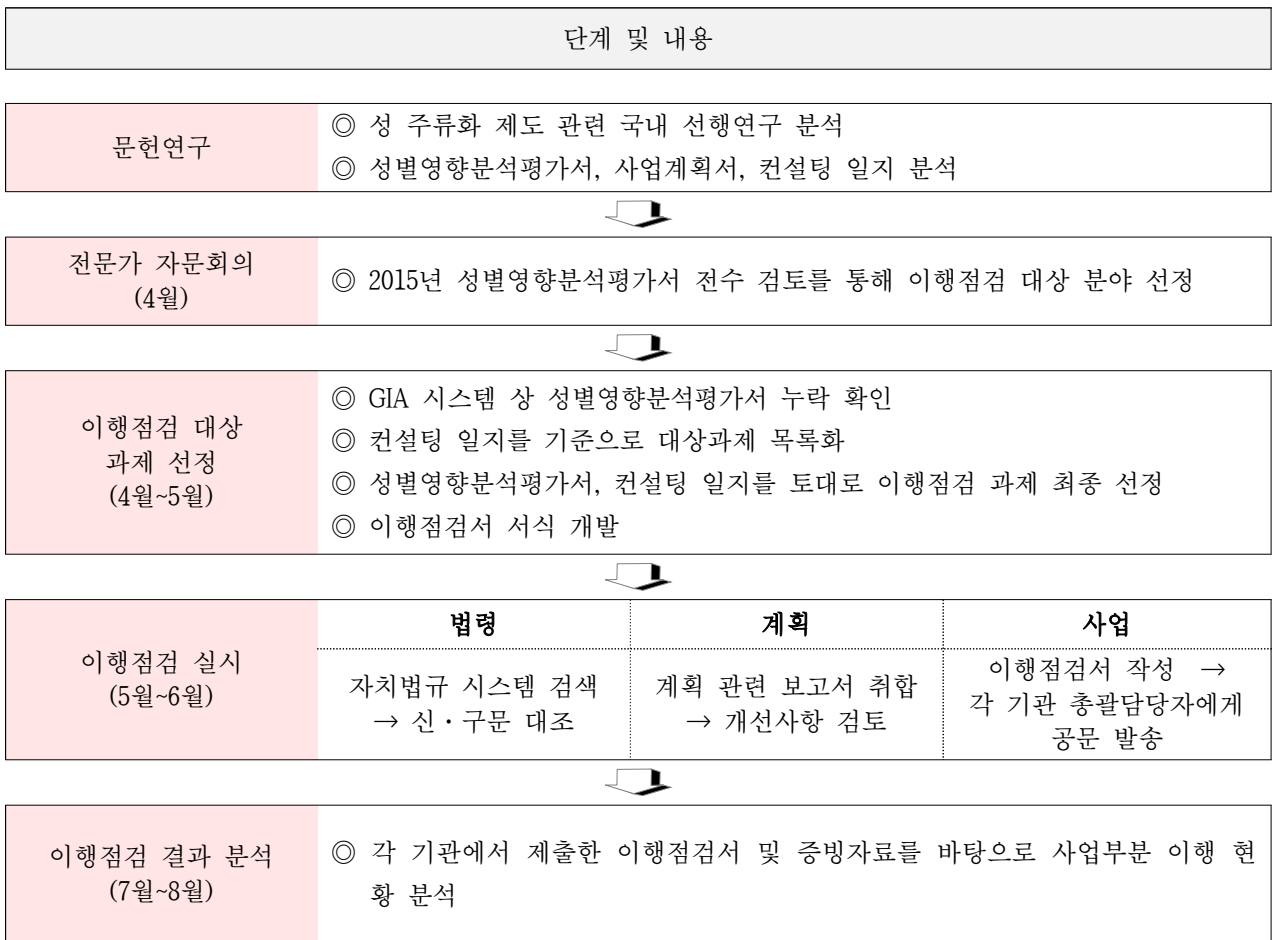 단계 및 내용
문헌연구
◎ 성 주류화 제도 관련 국내 선행연구 분석
◎ 성별영향분석평가서, 사업계획서, 컨설팅 일지 분석
전문가 자문회의
(4월)
◎ 2015년 성별영향분석평가서 전수 검토를 통해 이행점검 대상 분야 선정
이행점검 대상
과제 선정
(4월~5월)
◎ GIA 시스템 상 성별영향분석평가서 누락 확인
◎ 컨설팅 일지를 기준으로 대상과제 목록화
◎ 성별영향분석평가서, 컨설팅 일지를 토대로 이행점검 과제 최종 선정
◎ 이행점검서 서식 개발
이행점검 실시
(5월~6월)
법령
자치법규 시스템 검색
→ 신・구문 대조
계획
계획 관련 보고서 취합
→ 개선사항 검토
사업
이행점검서 작성 →
각 기관 총괄담당자에게
공문 발송
이행점검 결과 분석
(7월~8월)
◎ 각 기관에서 제출한 이행점검서 및 증빙자료를 바탕으로 사업부분 이행 현
황 분석